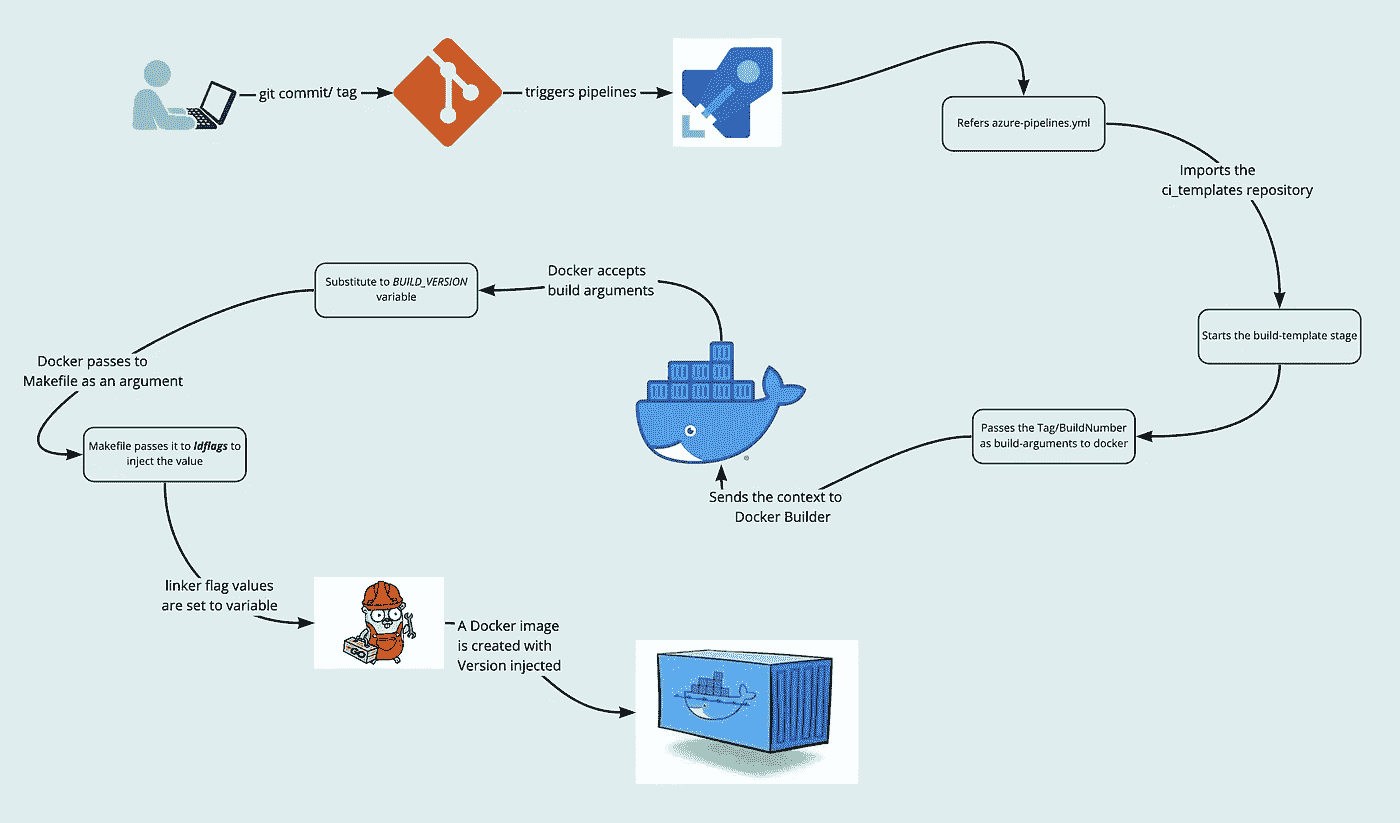 git commit/ tag
triggers pipelines
Refers azure-pipelines.yml
Imports the
ci_templates repository
Starts the build-template stage
Passes the Tag/BuildNumber
as build-arguments to docker
Sends the context to
Docker Builder
Docker accepts
build arguments
Substitute to BUILD_VERSION
variable
Docker passes to
Makefile as an argument
Makefile passes it to ldflags to
inject the value
linker flag values
are set to variable
A Docker image
is created with
Version injected